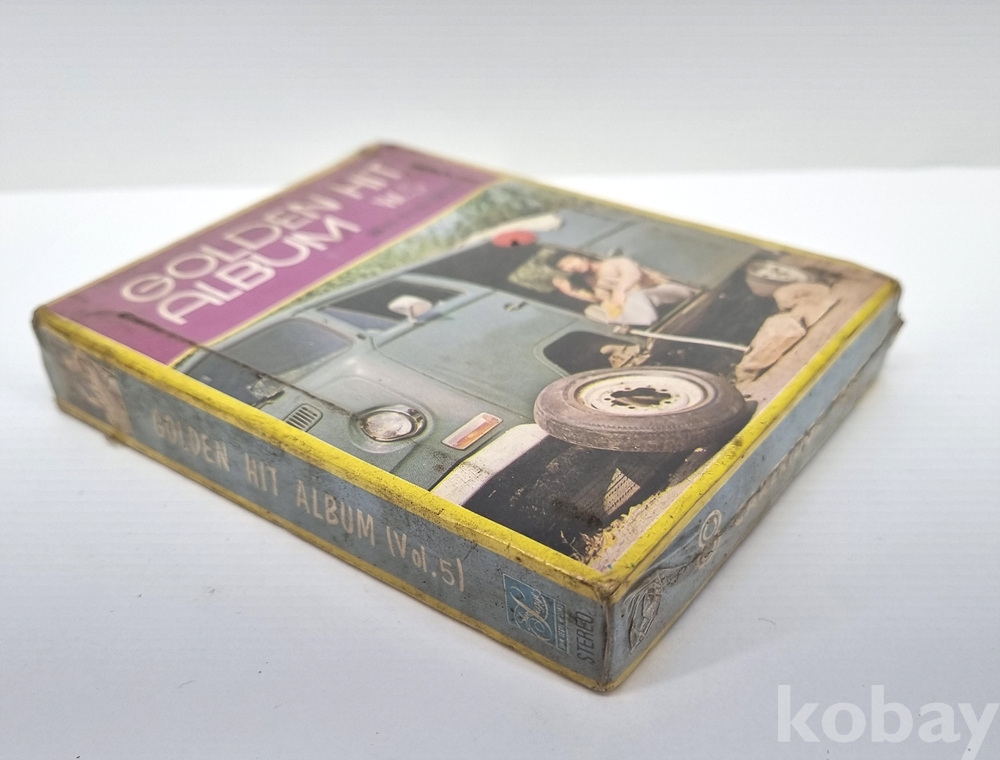 GOLDEN HIT
ALBUM
GOLDEN HIT ALBUM (Vol.5)
STEREO
kobay